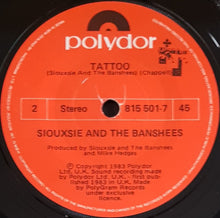 polydor
TATTOO
(Siouxsie And The Banshees) (Chappell)
2 Stereo 815 501-7 45
SIOUXSIE AND THE BANSHEES
Produced by Siouxsie and The Banshees
and Mike Hedges
℗ Copyright 1983 Polydor
Ltd, U.K. Sound recording made
by Polydor Ltd. U.K.-first pub-
lished 1983 in U.K. Made
by PolyGram Records
under exclusive
licence.